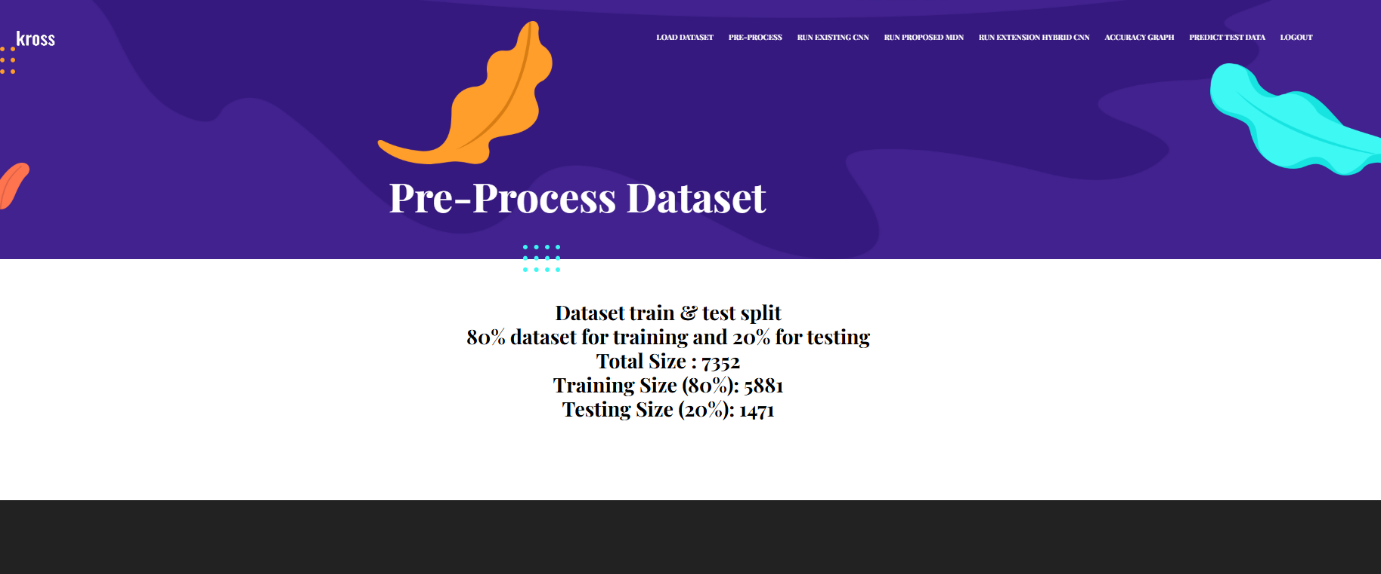 kross
LOAD DATASET PRE-PROCESS RUN EXISTING CNN RUN PROPOSED MDN RUN EXTENSION HYBRID CNN ACCURACY GRAPH PREDICT TEST DATA LOGOUT
Pre-Process Dataset
Dataset train & test split
80% dataset for training and 20% for testing
Total Size : 7352
Training Size (80%): 5881
Testing Size (20%): 1471